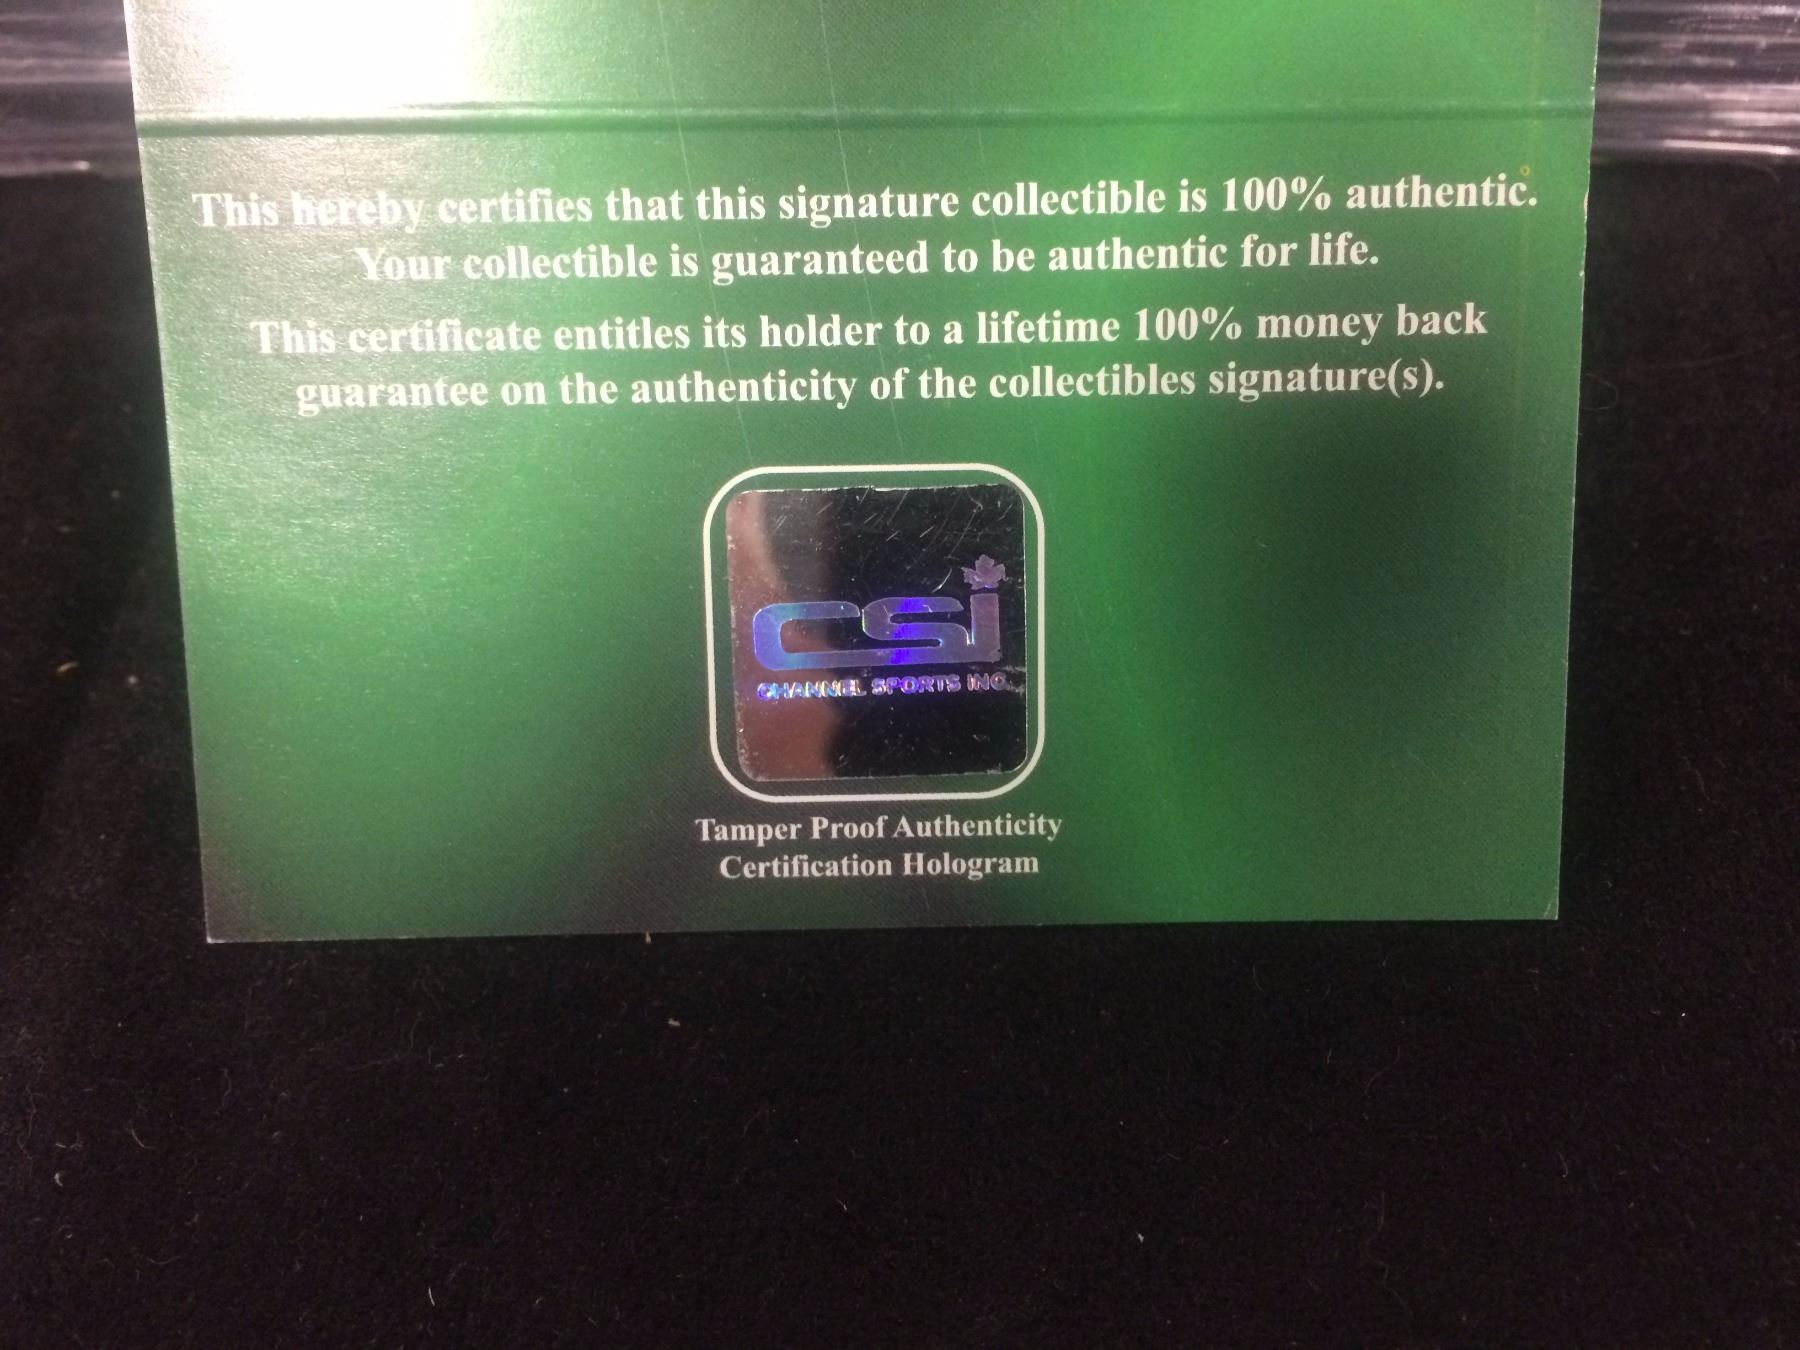 This hereby certifies that this signature collectible is 100% authentic.
Your collectible is guaranteed to be authentic for life.
This certificate entitles its holder to a lifetime 100% money back
guarantee on the authenticity of the collectibles signature(s).
csi
CHANNEL SPORTS INC.
Tamper Proof Authenticity
Certification Hologram